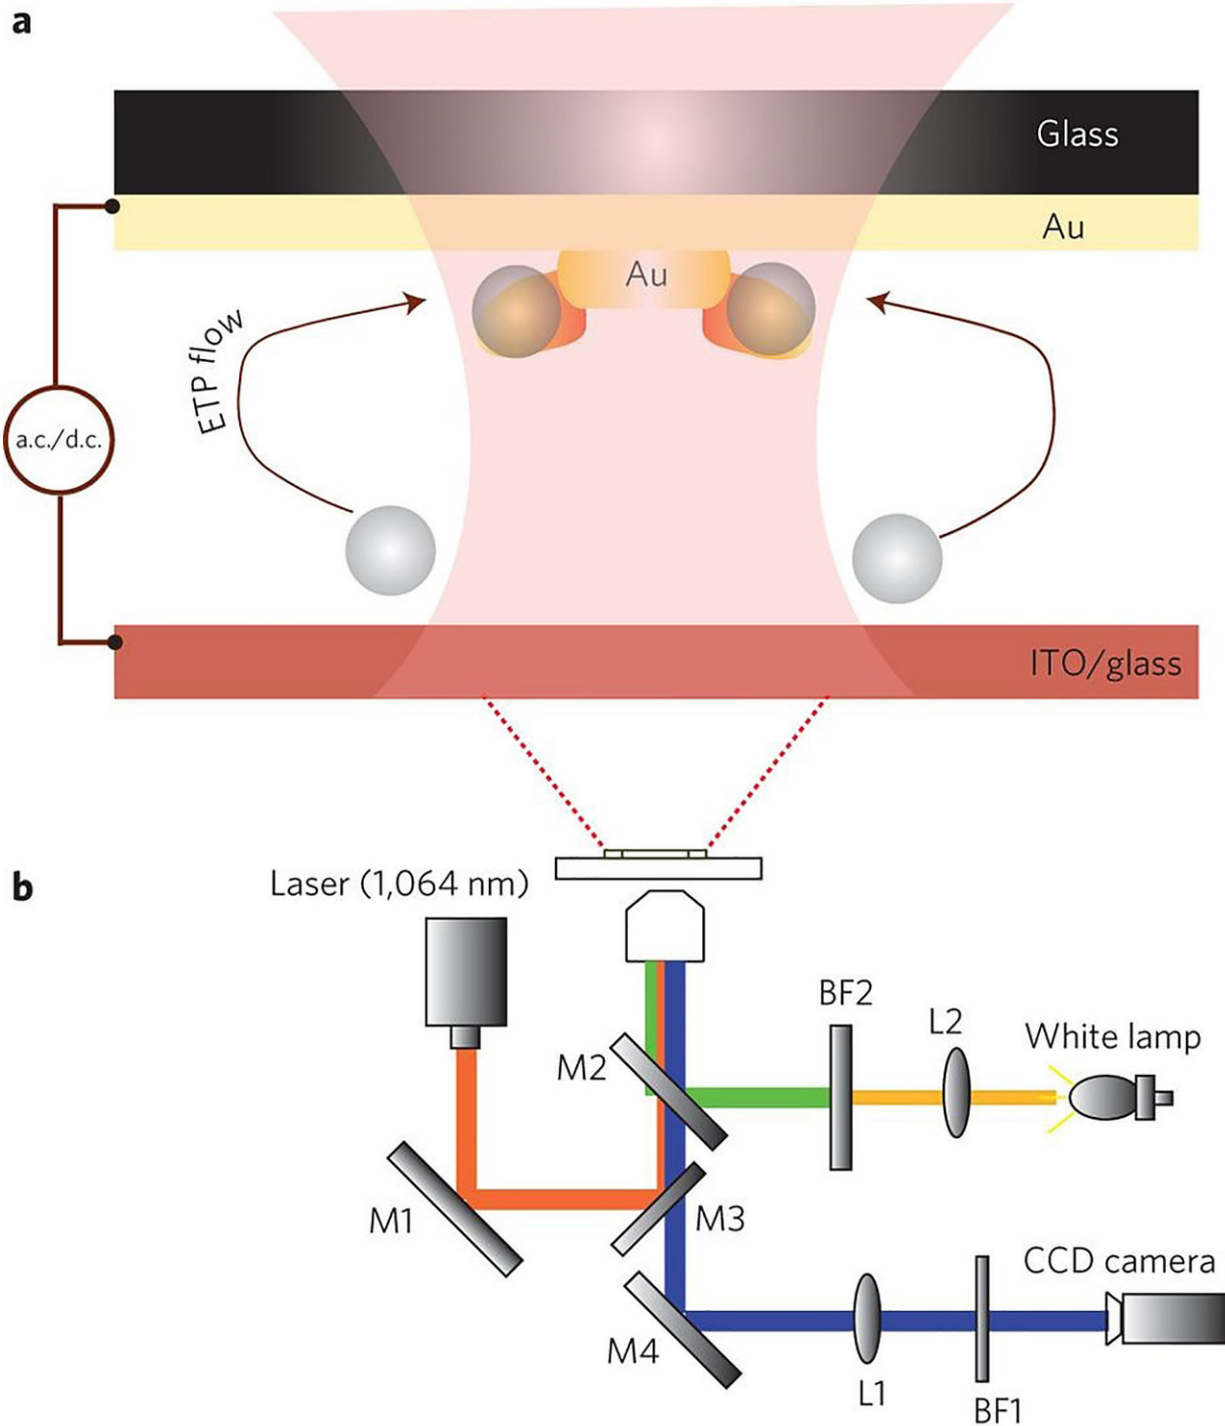 a
Glass
Au
Au
ETP flow
a.c./d.c.
ITO/glass
b
Laser (1,064 nm)
BF2
L2
White lamp
M2
M1
M3
CCD camera
M4
L1
BF1